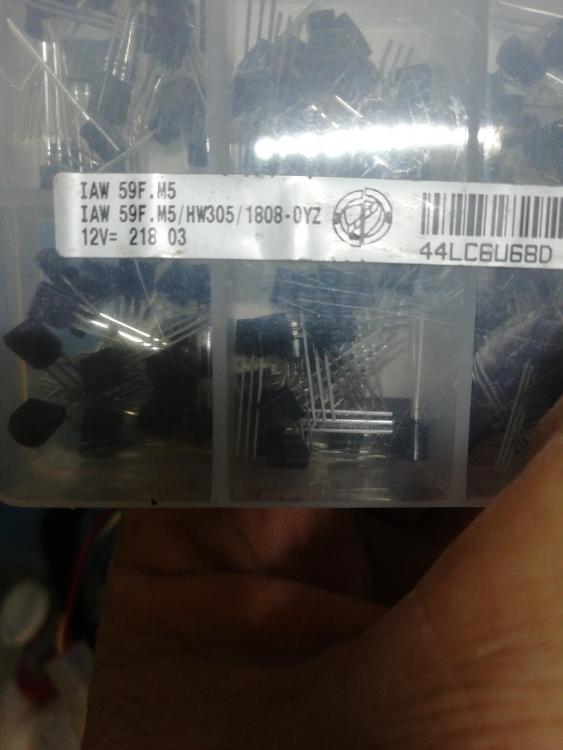 IAW 59F.M5
IAW 59F.M5/HW305/1808-0YZ
12V= 218 03
44LC6U68D